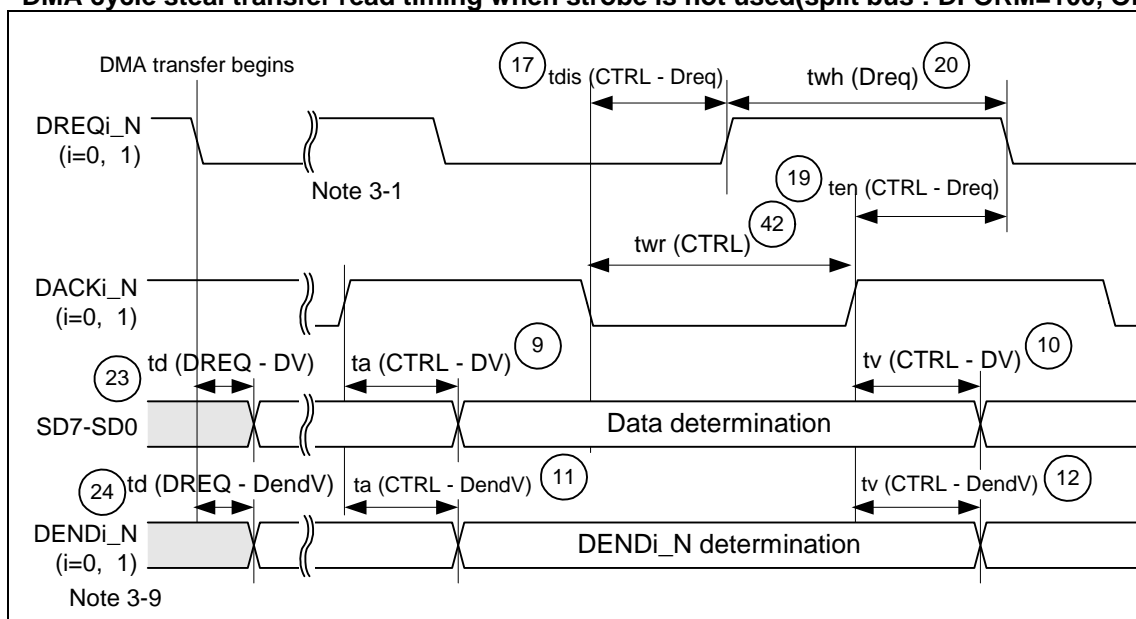 DMA cycle steal transfer read timing when strobe is not used(split bus : DFORM=100,
DMA transfer begins
17 tdis (CTRL - Dreq)
twh (Dreq) 20
DREQi_N
(i=0, 1)
Note 3-1
19 ten (CTRL - Dreq)
twr (CTRL) 42
DACKi_N
(i=0, 1)
23 td (DREQ - DV)
ta (CTRL - DV) 9
tv (CTRL - DV) 10
SD7-SD0
Data determination
24 td (DREQ - DendV)
ta (CTRL - DendV) 11
tv (CTRL - DendV) 12
DENDi_N
(i=0, 1)
DENDi_N determination
Note 3-9